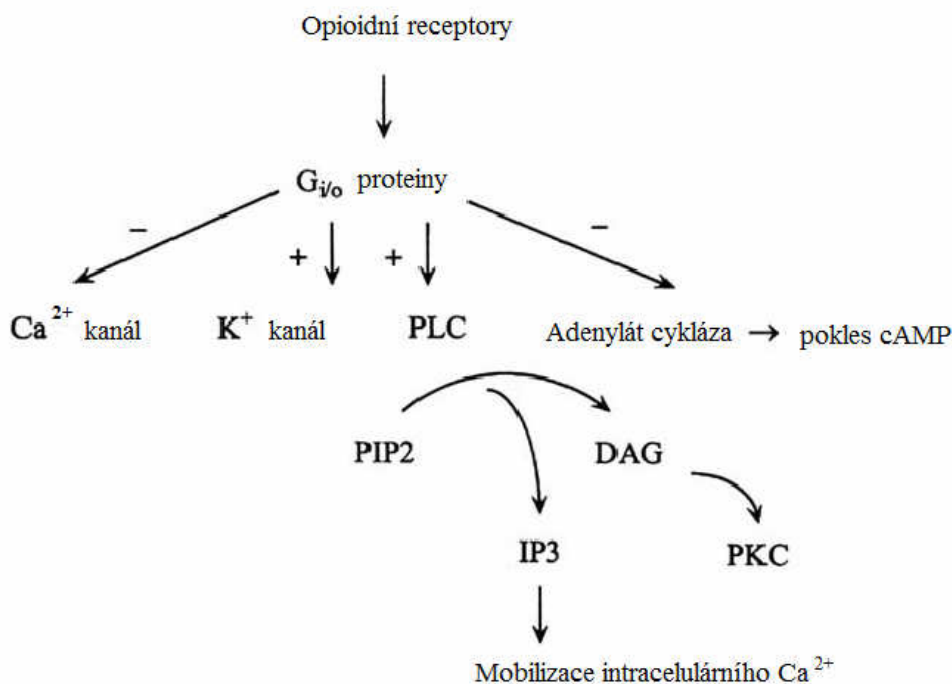 Opioidní receptory
Gi/o proteiny
−
+
+
−
Ca 2+ kanál
K+ kanál
PLC
Adenylát cykláza → pokles cAMP
PIP2
DAG
IP3
PKC
Mobilizace intracelulárního Ca 2+